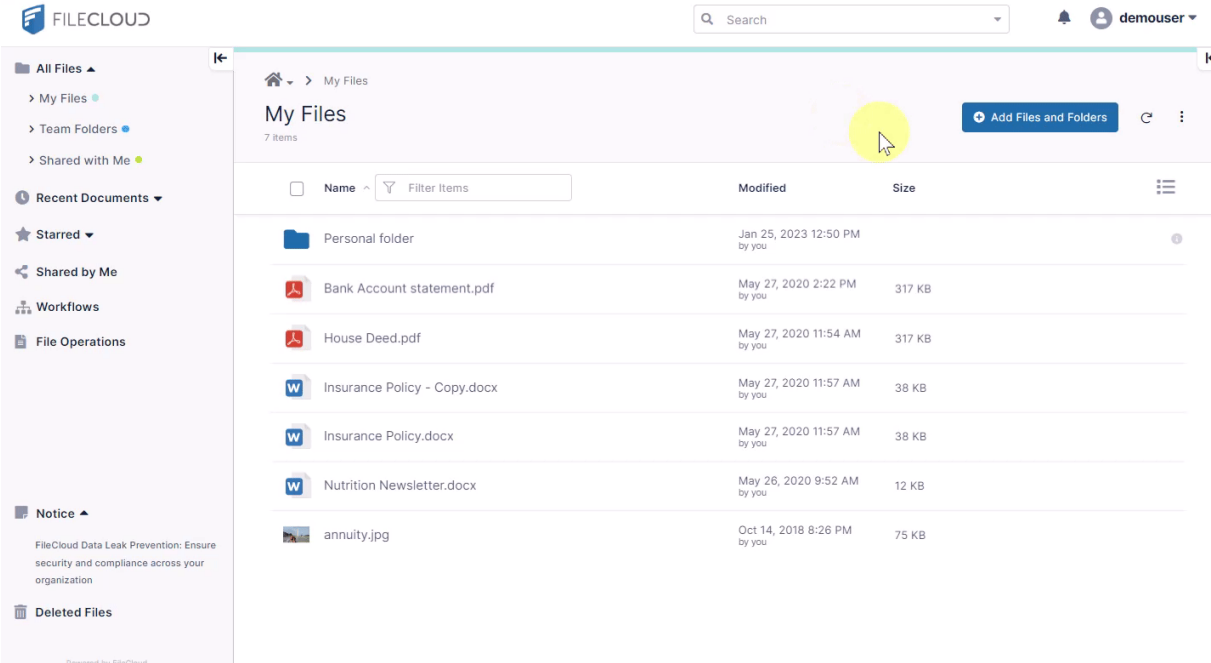 FILECLOUD
Search
demouser
All Files
My Files
Team Folders
Shared with Me
Recent Documents
Starred
Shared by Me
Workflows
File Operations
Notice
FileCloud Data Leak Prevention: Ensure
security and compliance across your
organization
Deleted Files
Powered by FileCloud
My Files
My Files
7 items
Add Files and Folders
Name Filter Items Modified Size
Personal folder Jan 25, 2023 12:50 PM
by you
Bank Account statement.pdf May 27, 2020 2:22 PM 317 KB
by you
House Deed.pdf May 27, 2020 11:54 AM 317 KB
by you
W Insurance Policy - Copy.docx May 27, 2020 11:57 AM 38 KB
by you
W Insurance Policy.docx May 27, 2020 11:57 AM 38 KB
by you
W Nutrition Newsletter.docx May 26, 2020 9:52 AM 12 KB
by you
annuity.jpg Oct 14, 2018 8:26 PM 75 KB
by you